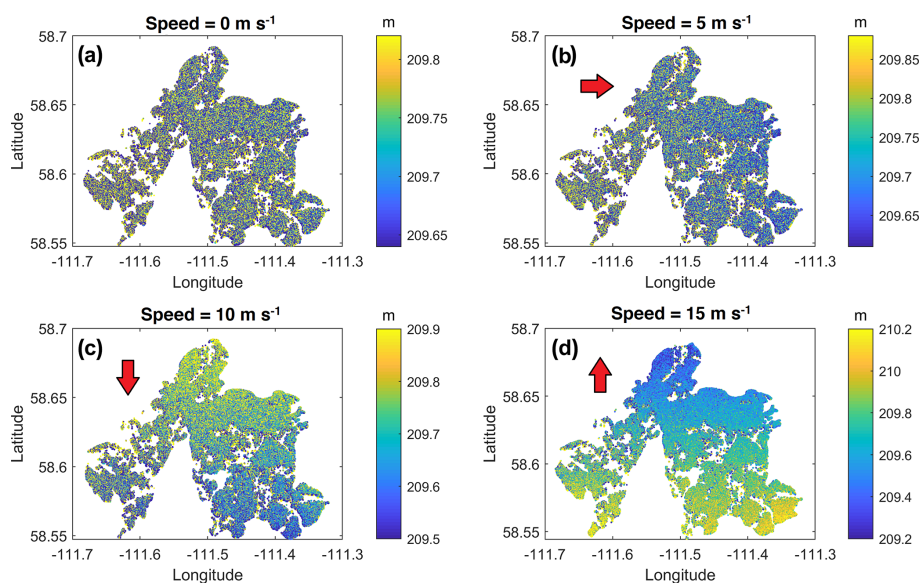 Speed = 0 m s⁻¹
(a)
m
58.7
58.65
58.6
58.55
Latitude
-111.7 -111.6 -111.5 -111.4 -111.3
Longitude
209.8
209.75
209.7
209.65
Speed = 5 m s⁻¹
(b)
m
58.7
58.65
58.6
58.55
Latitude
-111.7 -111.6 -111.5 -111.4 -111.3
Longitude
209.85
209.8
209.75
209.7
209.65
Speed = 10 m s⁻¹
(c)
m
58.7
58.65
58.6
58.55
Latitude
-111.7 -111.6 -111.5 -111.4 -111.3
Longitude
209.9
209.8
209.7
209.6
209.5
Speed = 15 m s⁻¹
(d)
m
58.7
58.65
58.6
58.55
Latitude
-111.7 -111.6 -111.5 -111.4 -111.3
Longitude
210.2
210
209.8
209.6
209.4
209.2